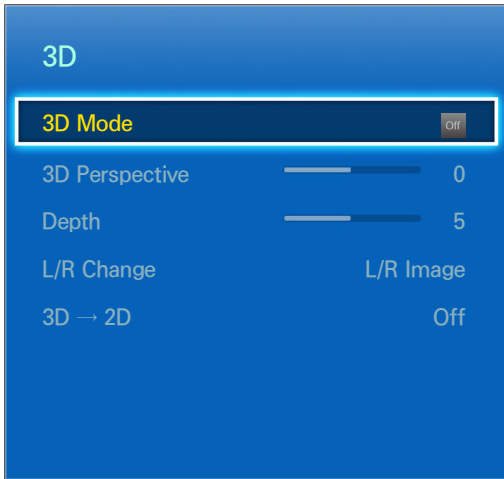 3D
3D Mode Off
3D Perspective 0
Depth 5
L/R Change L/R Image
3D → 2D Off